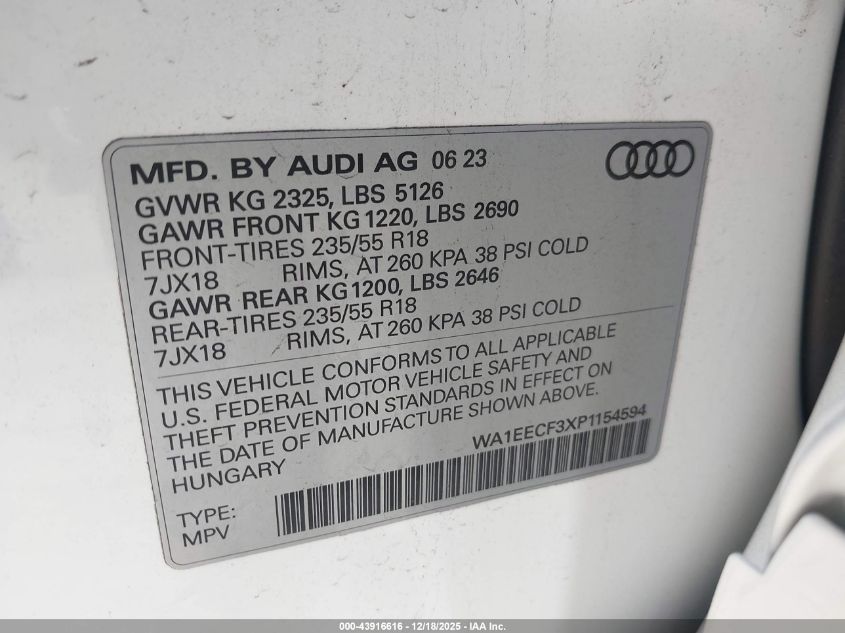 MFD. BY AUDI AG 06 23
GVWR KG 2325, LBS 5126
GAWR FRONT KG 1220, LBS 2690
FRONT-TIRES 235/55 R18
7JX18 RIMS, AT 260 KPA 38 PSI COLD
GAWR REAR KG 1200, LBS 2646
REAR-TIRES 235/55 R18
7JX18 RIMS, AT 260 KPA 38 PSI COLD
THIS VEHICLE CONFORMS TO ALL APPLICABLE
U.S. FEDERAL MOTOR VEHICLE SAFETY AND
THEFT PREVENTION STANDARDS IN EFFECT ON
THE DATE OF MANUFACTURE SHOWN ABOVE.
HUNGARY
WA1EECF3XP1154594
TYPE:
MPV
000-43916616 - 12/18/2025 - IAA Inc.